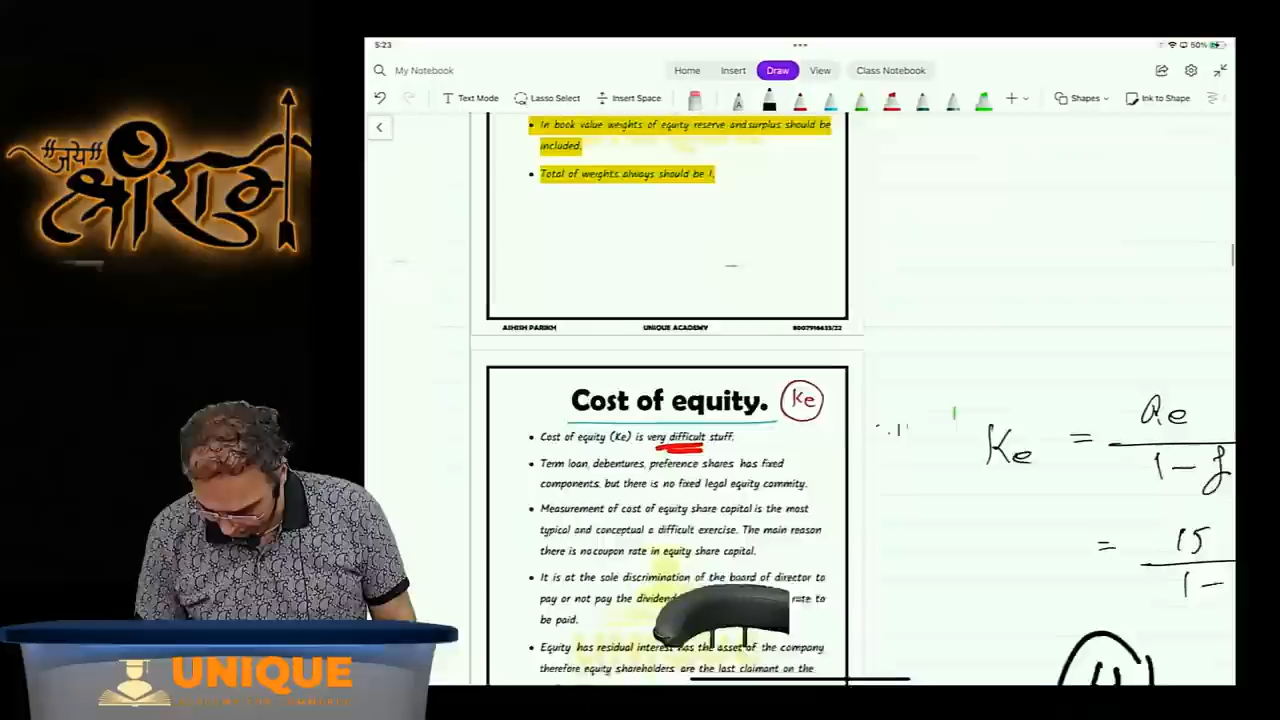 5:23
50%
My Notebook
Home Insert Draw View Class Notebook
Text Mode Lasso Select Insert Space Shapes Ink to Shape
"जय"
श्री राम
• In book value weights of equity reserve and surplus should be
included.
• Total of weights always should be 1.
ASHISH PARIKH UNIQUE ACADEMY 8007916633/22
Cost of equity. Ke
• Cost of equity (Ke) is very difficult stuff.
• Term loan, debentures, preference shares has fixed
components, but there is no fixed legal equity commity.
• Measurement of cost of equity share capital is the most
typical and conceptual a difficult exercise. The main reason
there is no coupon rate in equity share capital.
• It is at the sole discrimination of the board of director to
pay or not pay the dividend rate to
be paid.
• Equity has residual interest has the asset of the company
therefore equity shareholders are the last claimant on the
Ke =
1 - f
= 15
1 -
UNIQUE